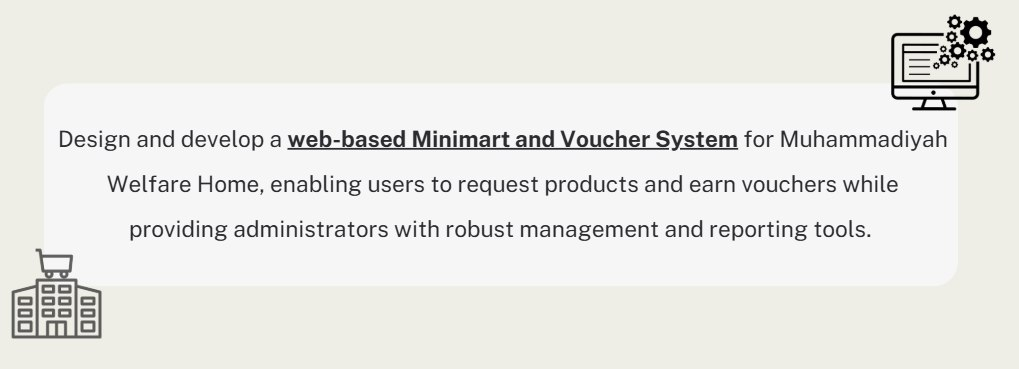 Design and develop a web-based Minimart and Voucher System for Muhammadiyah
Welfare Home, enabling users to request products and earn vouchers while
providing administrators with robust management and reporting tools.